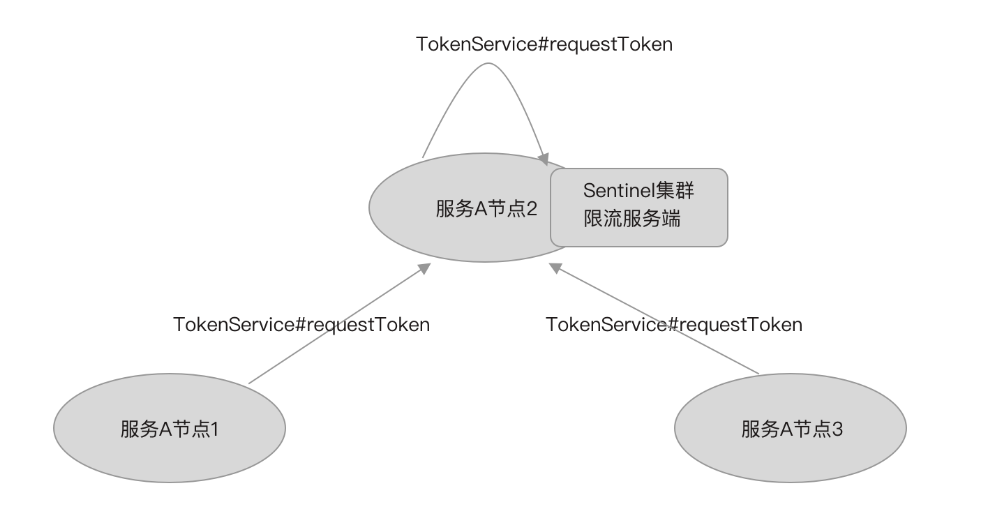 TokenService#requestToken
服务A节点2
Sentinel集群
限流服务端
TokenService#requestToken
TokenService#requestToken
服务A节点1
服务A节点3